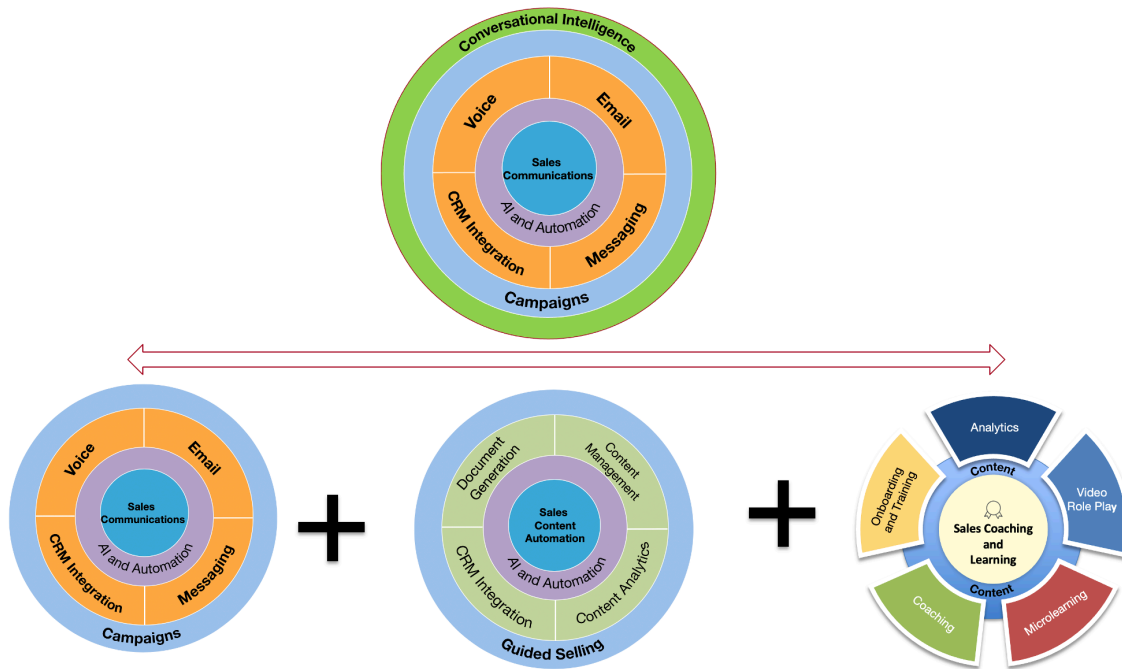 Conversational Intelligence
Voice
Email
Sales
Communications
AI and Automation
CRM Integration
Messaging
Campaigns
Voice
Email
Sales
Communications
AI and Automation
CRM Integration
Messaging
Campaigns
Document
Generation
Content
Management
Sales
Content
Automation
AI and Automation
CRM Integration
Content Analytics
Guided Selling
Analytics
Onboarding
and Training
Content
Video
Role Play
Sales Coaching
and
Learning
Content
Coaching
Microlearning